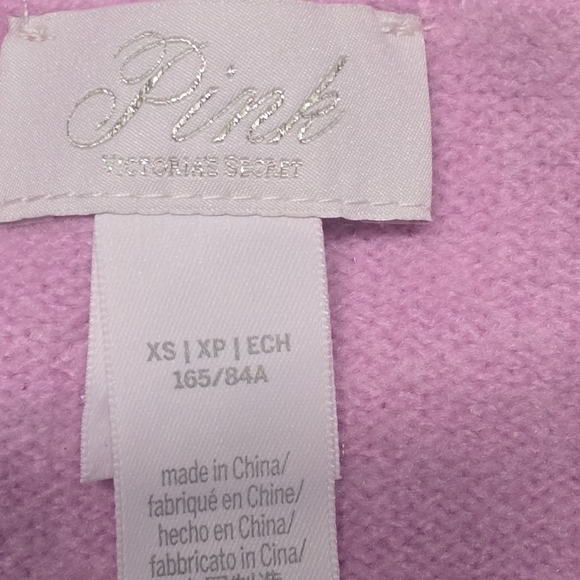 Pink
VICTORIA'S SECRET
XS | XP | ECH
165/84A
made in China/
fabriqué en Chine/
hecho en China/
fabbricato in Cina/